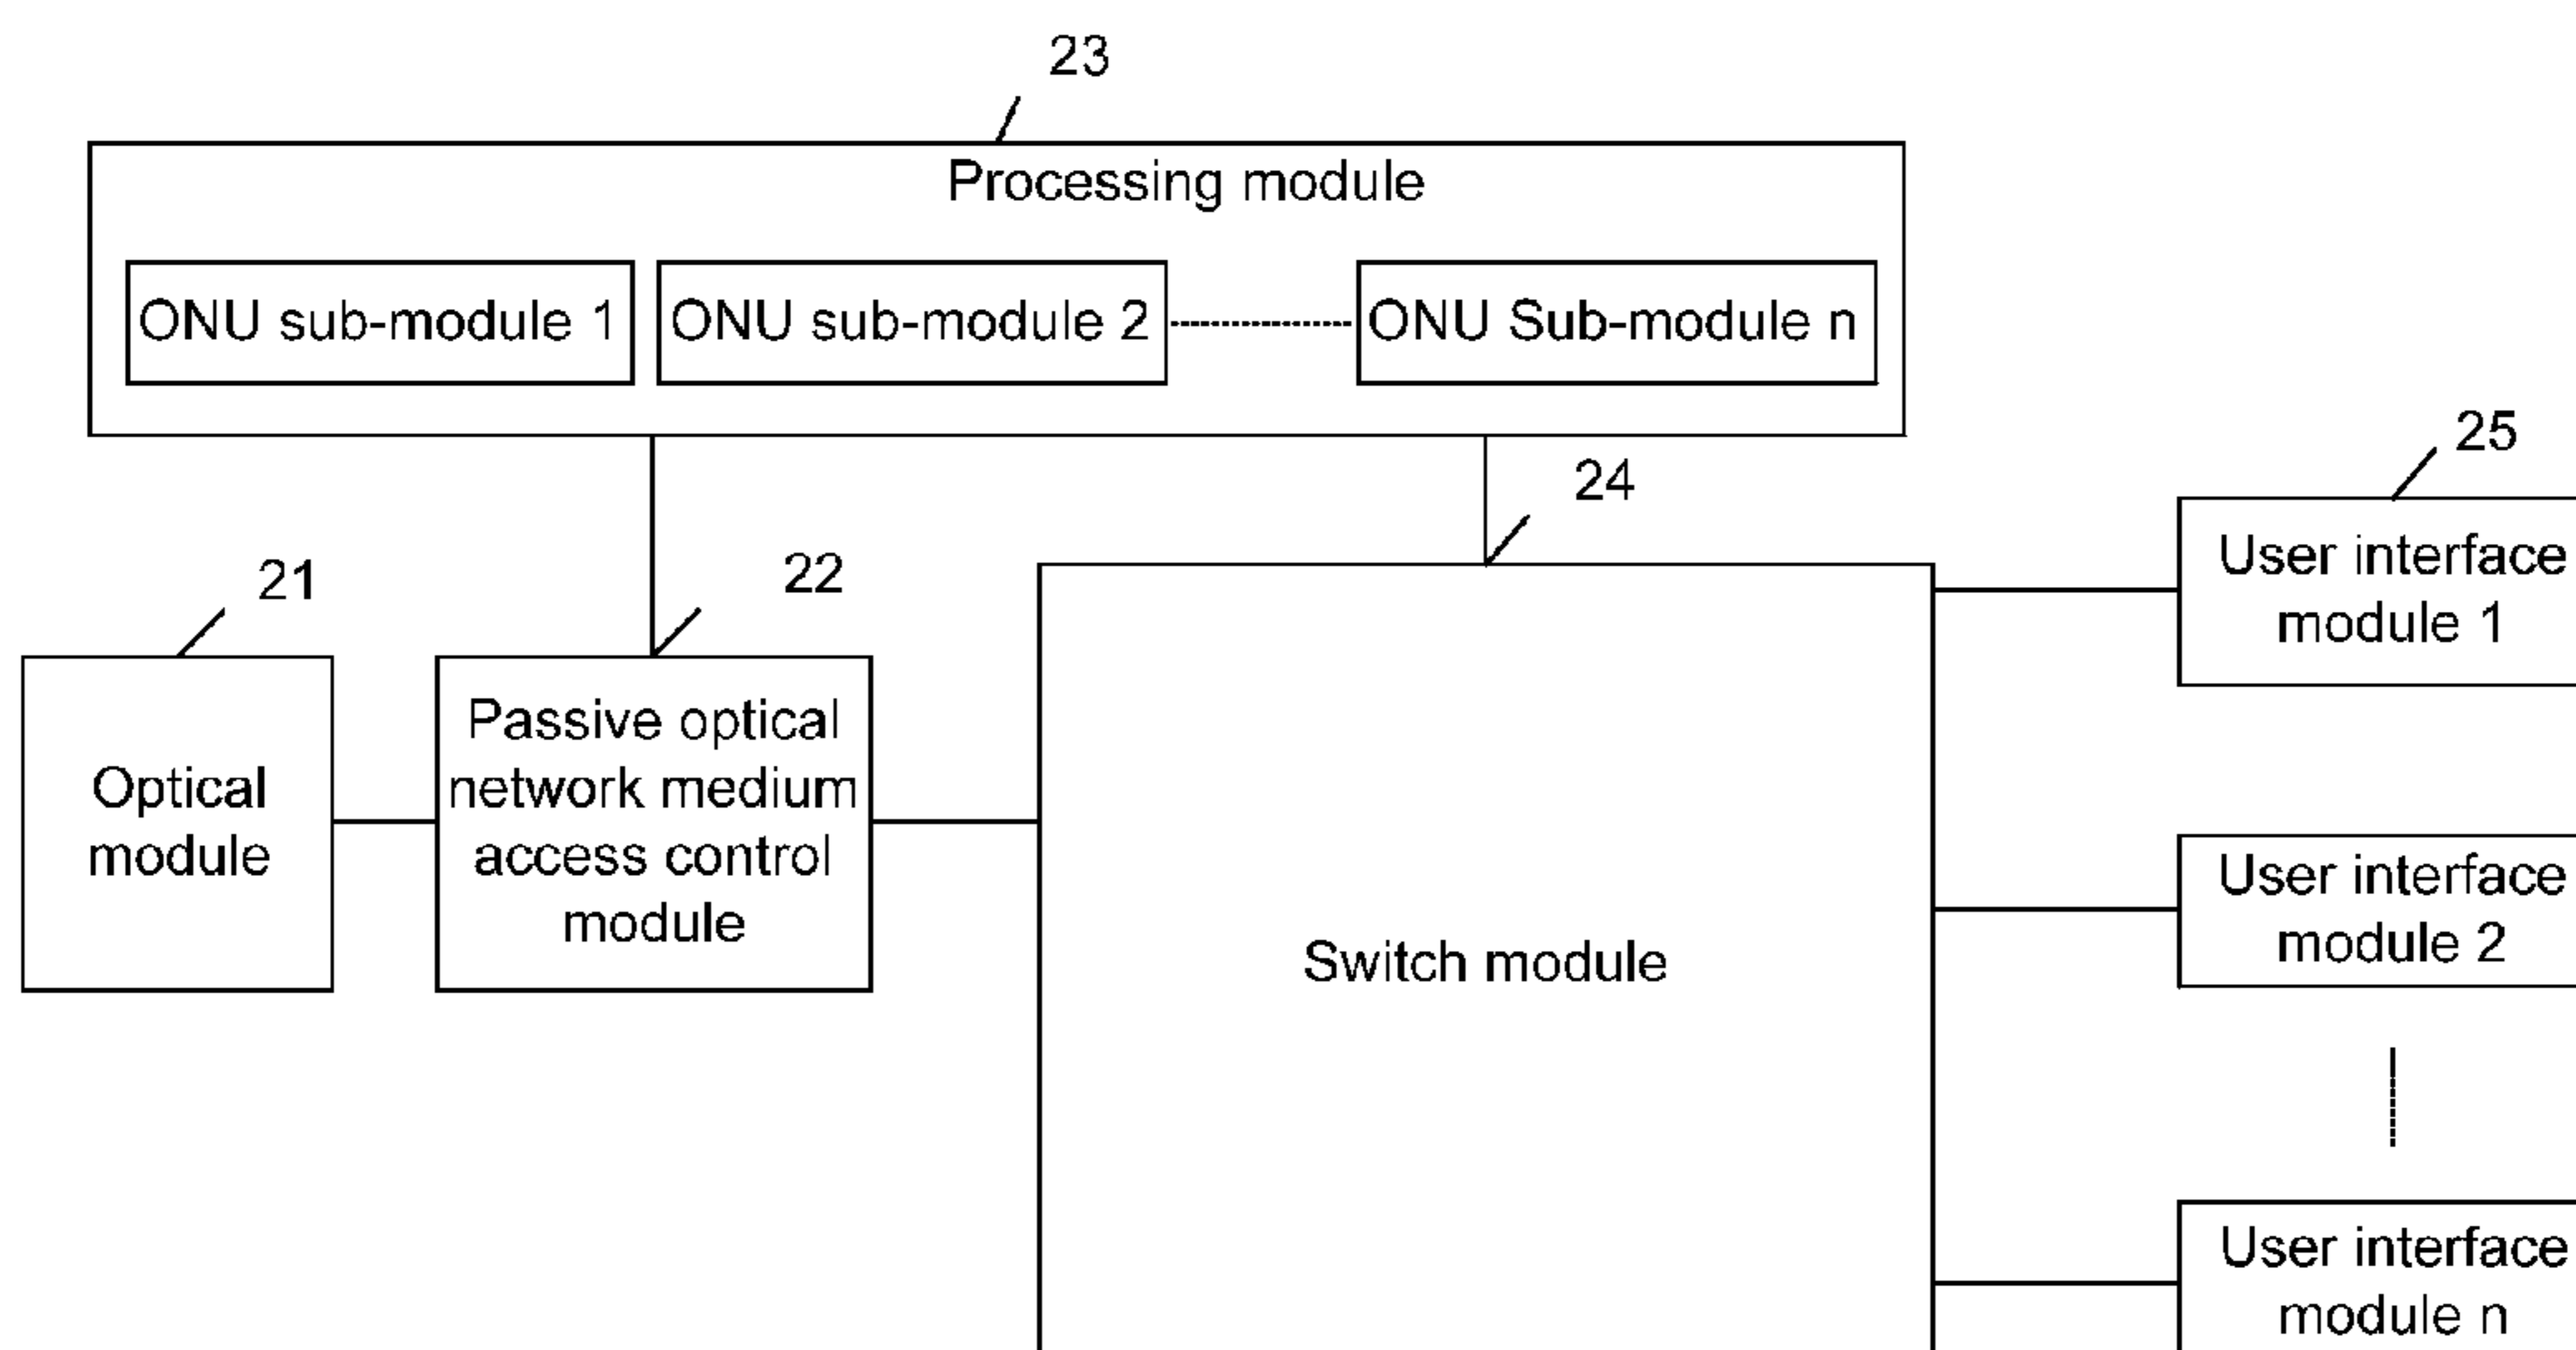 23
Processing module
ONU sub-module 1
ONU sub-module 2
ONU Sub-module n
25
24
User interface
module 1
21
22
Passive optical
network medium
access control
module
Optical
module
User interface
module 2
Switch module
User interface
module n